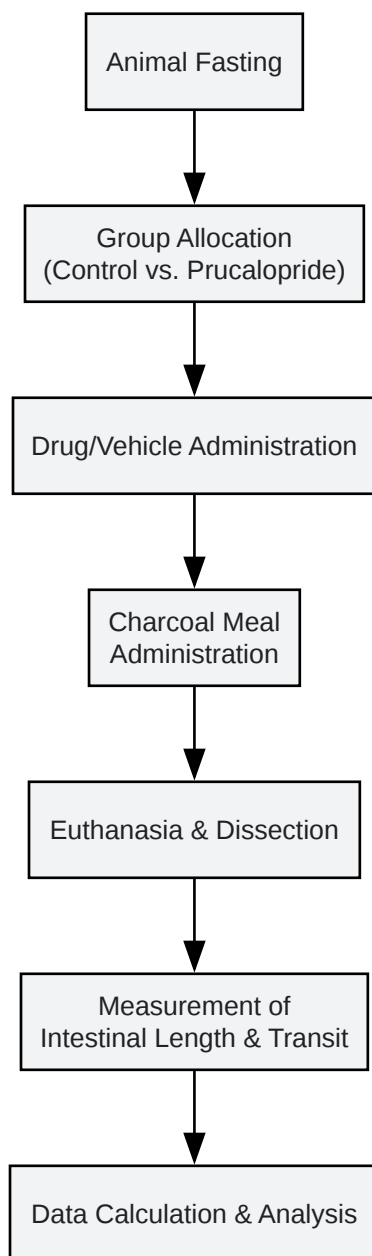 Animal Fasting
Group Allocation
(Control vs. Prucalopride)
Drug/Vehicle Administration
Charcoal Meal
Administration
Euthanasia & Dissection
Measurement of
Intestinal Length & Transit
Data Calculation & Analysis